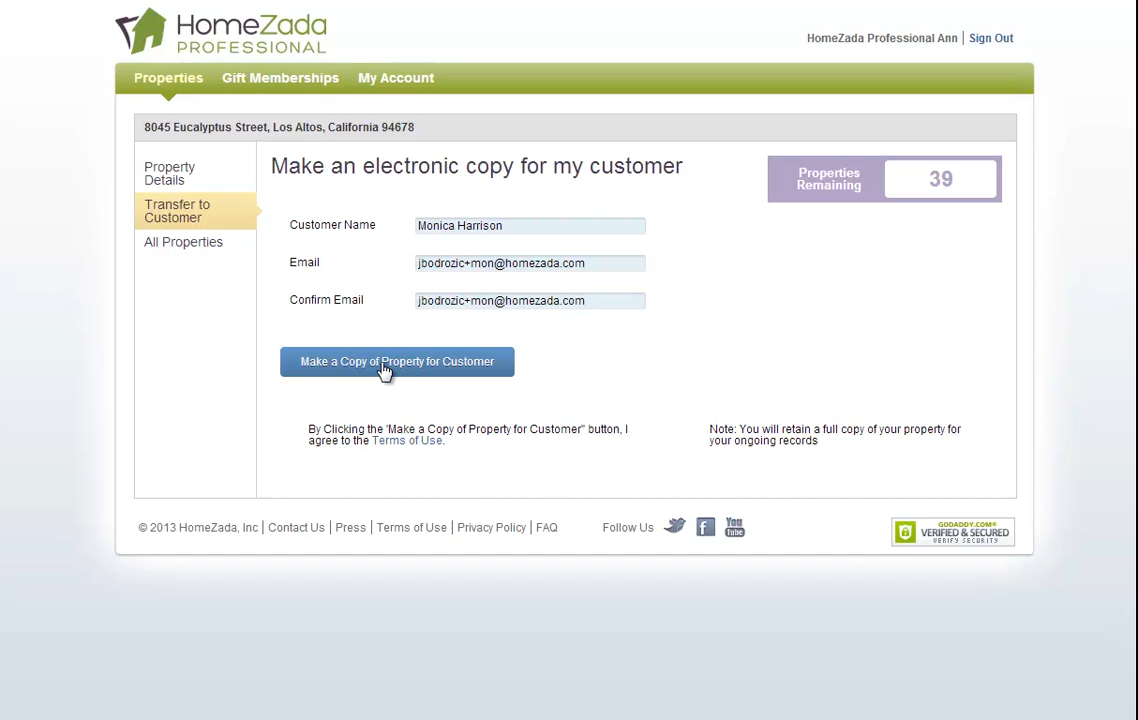 HomeZada
PROFESSIONAL
HomeZada Professional Ann | Sign Out
Properties Gift Memberships My Account
8045 Eucalyptus Street, Los Altos, California 94678
Property
Details
Transfer to
Customer
All Properties
Make an electronic copy for my customer
Properties
Remaining
39
Customer Name Monica Harrison
Email jbodrozic+mon@homezada.com
Confirm Email jbodrozic+mon@homezada.com
Make a Copy of Property for Customer
By Clicking the 'Make a Copy of Property for Customer" button, I
agree to the Terms of Use.
Note: You will retain a full copy of your property for
your ongoing records
© 2013 HomeZada, Inc | Contact Us | Press | Terms of Use | Privacy Policy | FAQ
Follow Us
f
You
Tube
GODADDY.COM®
VERIFIED & SECURED
VERIFY SECURITY